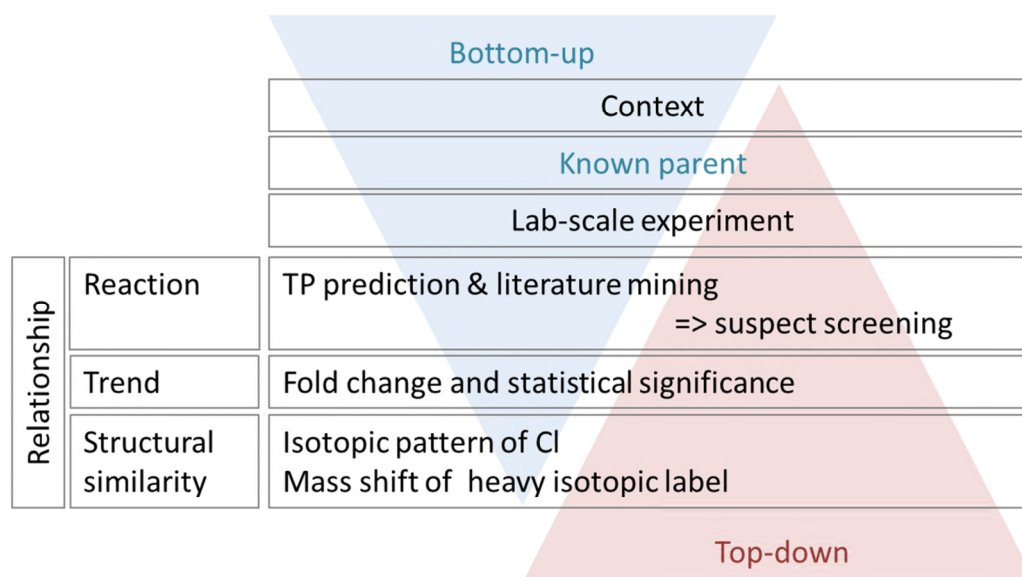 Bottom-up
Context
Known parent
Lab-scale experiment
Relationship
Reaction
TP prediction & literature mining
=> suspect screening
Trend
Fold change and statistical significance
Structural
similarity
Isotopic pattern of Cl
Mass shift of heavy isotopic label
Top-down